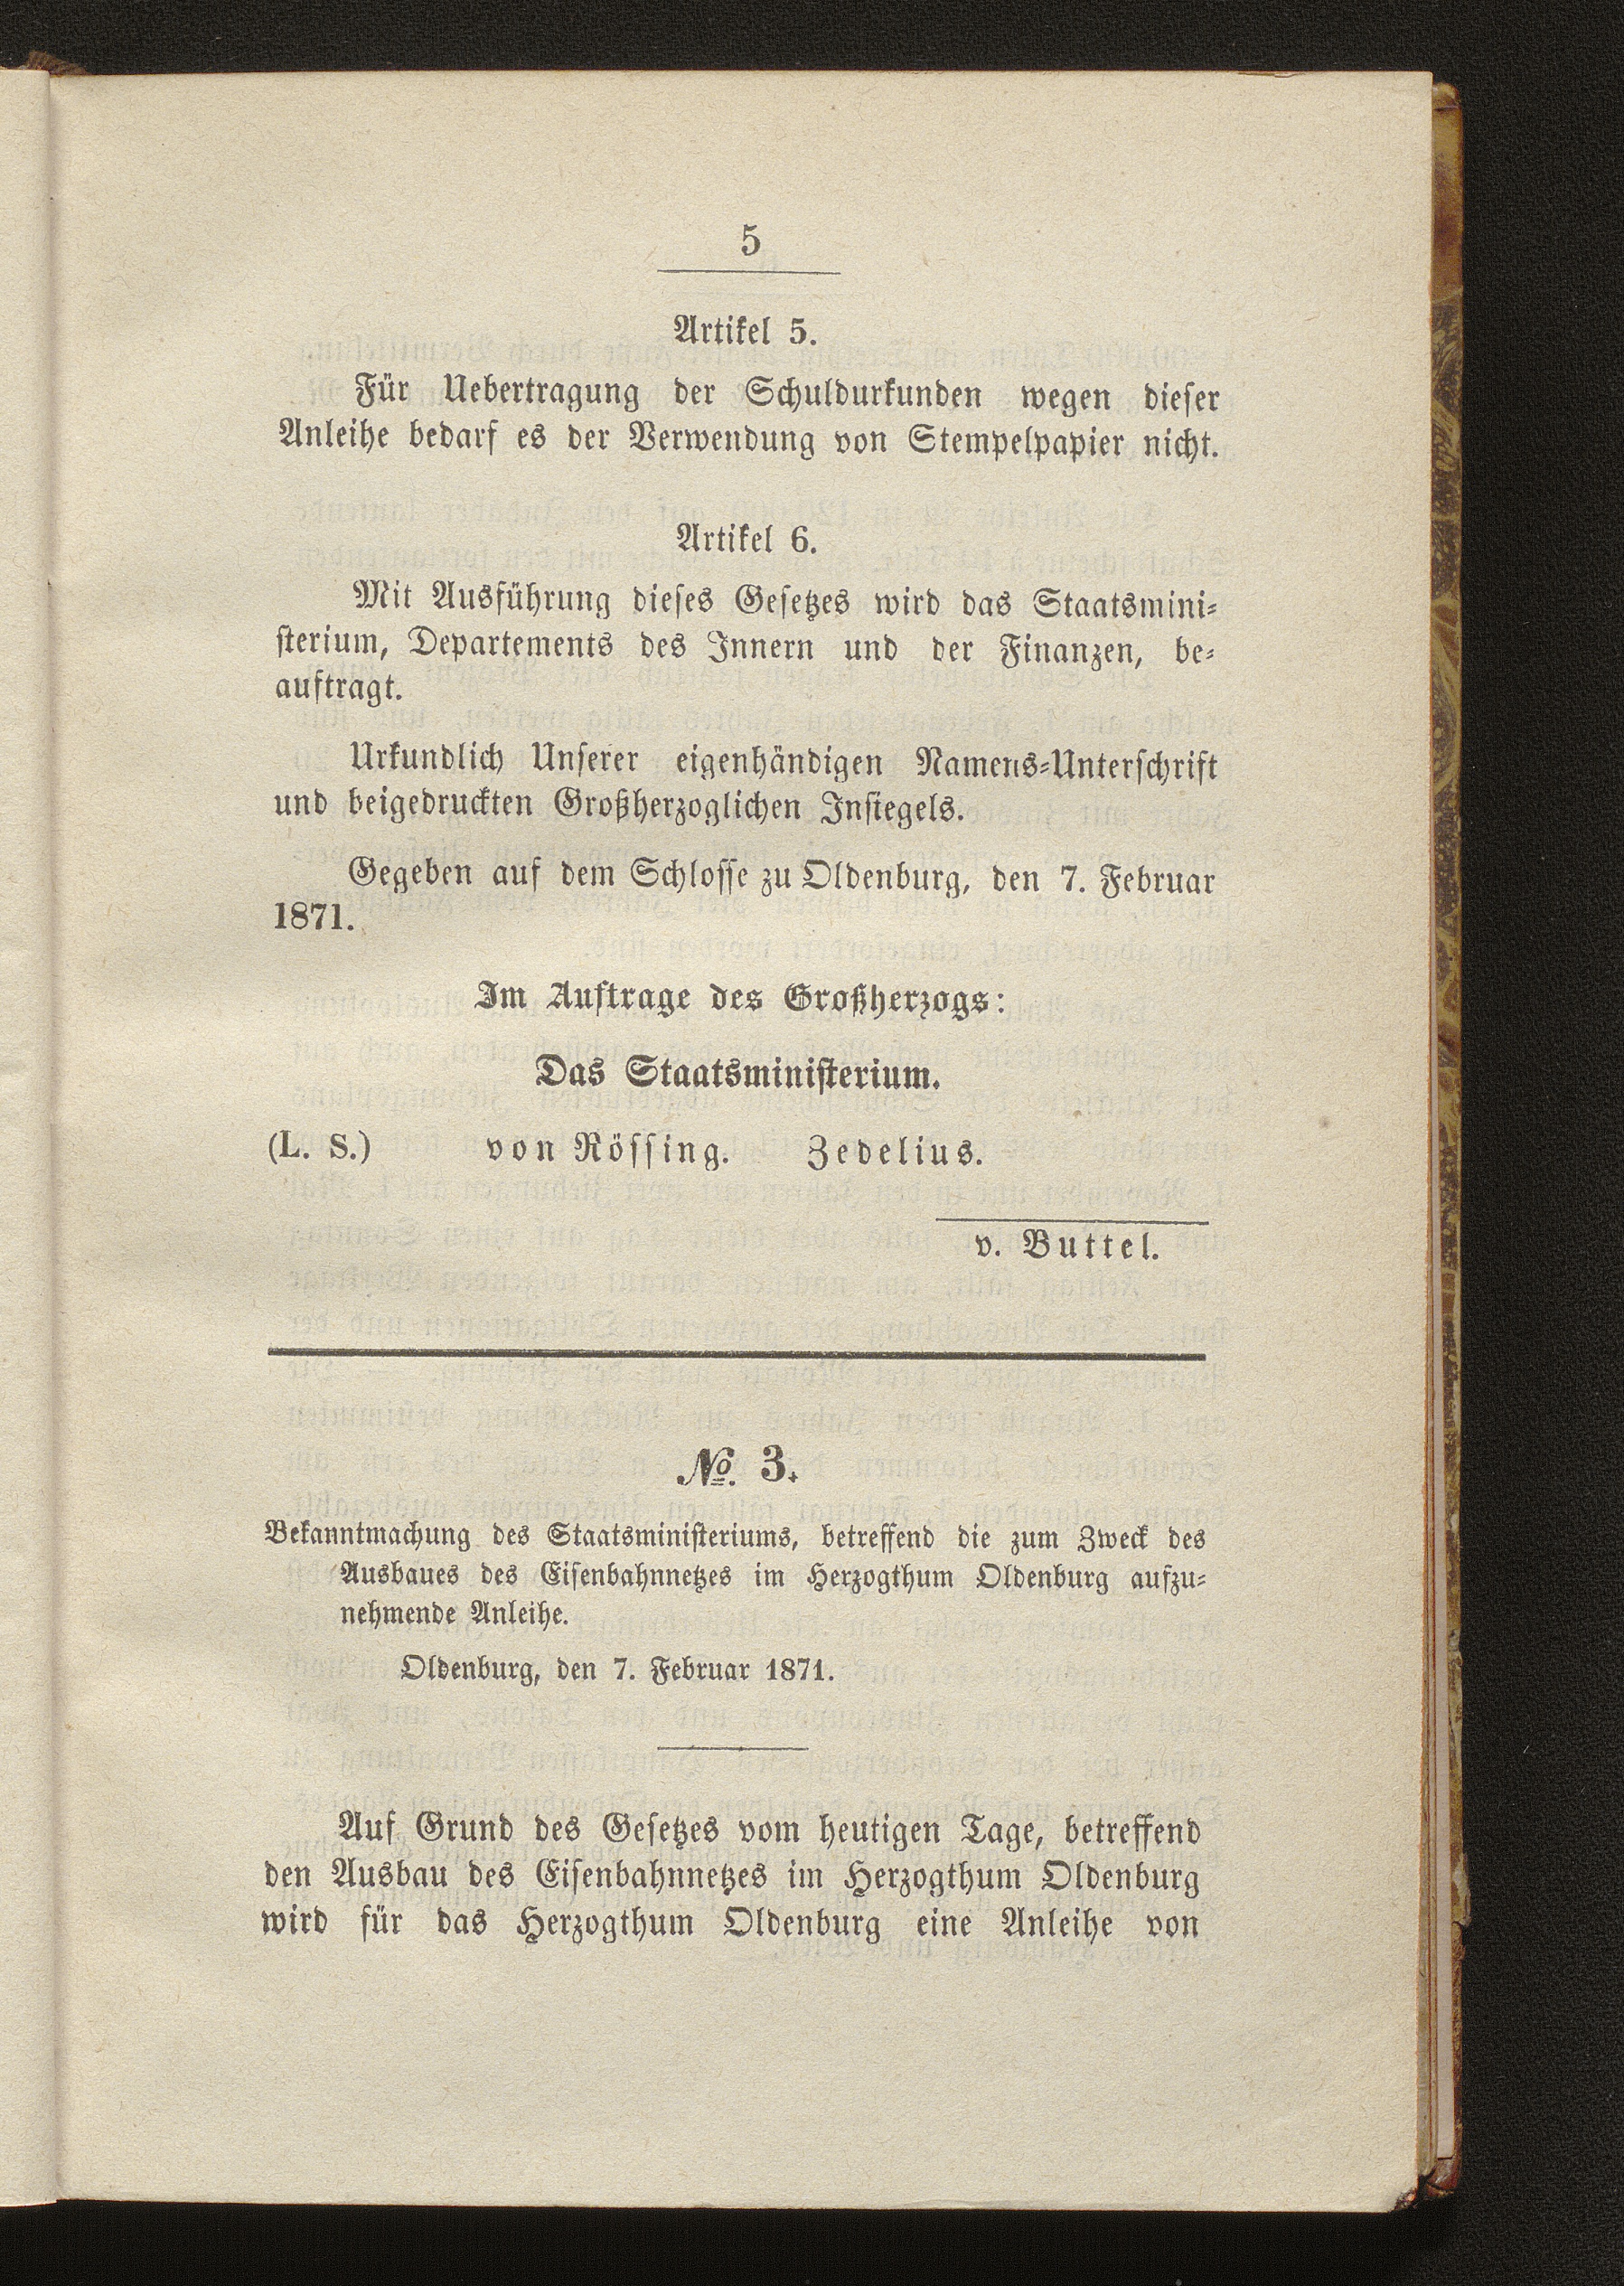 5
Artikel 5.
Für Uebertragung der Schuldurkunden wegen dieser
Anleihe bedarf es der Verwendung von Stempelpapier nicht.
Artikel 6.
Mit Ausführung dieses Gesetzes wird das Staatsmini-
sterium, Departements des Innern und der Finanzen, be-
auftragt.
Urkundlich Unserer eigenhändigen Namens-Unterschrift
und beigedruckten Großherzoglichen Insiegels.
Gegeben auf dem Schlosse zu Oldenburg, den 7. Februar
1871.
Im Auftrage des Großherzogs:
Das Staatsministerium.
(L. S.) von Rössing. Zedelius.
v. Buttel.
№. 3.
Bekanntmachung des Staatsministeriums, betreffend die zum Zweck des
Ausbaues des Eisenbahnnetzes im Herzogthum Oldenburg aufzu-
nehmende Anleihe.
Oldenburg, den 7. Februar 1871.
Auf Grund des Gesetzes vom heutigen Tage, betreffend
den Ausbau des Eisenbahnnetzes im Herzogthum Oldenburg
wird für das Herzogthum Oldenburg eine Anleihe von